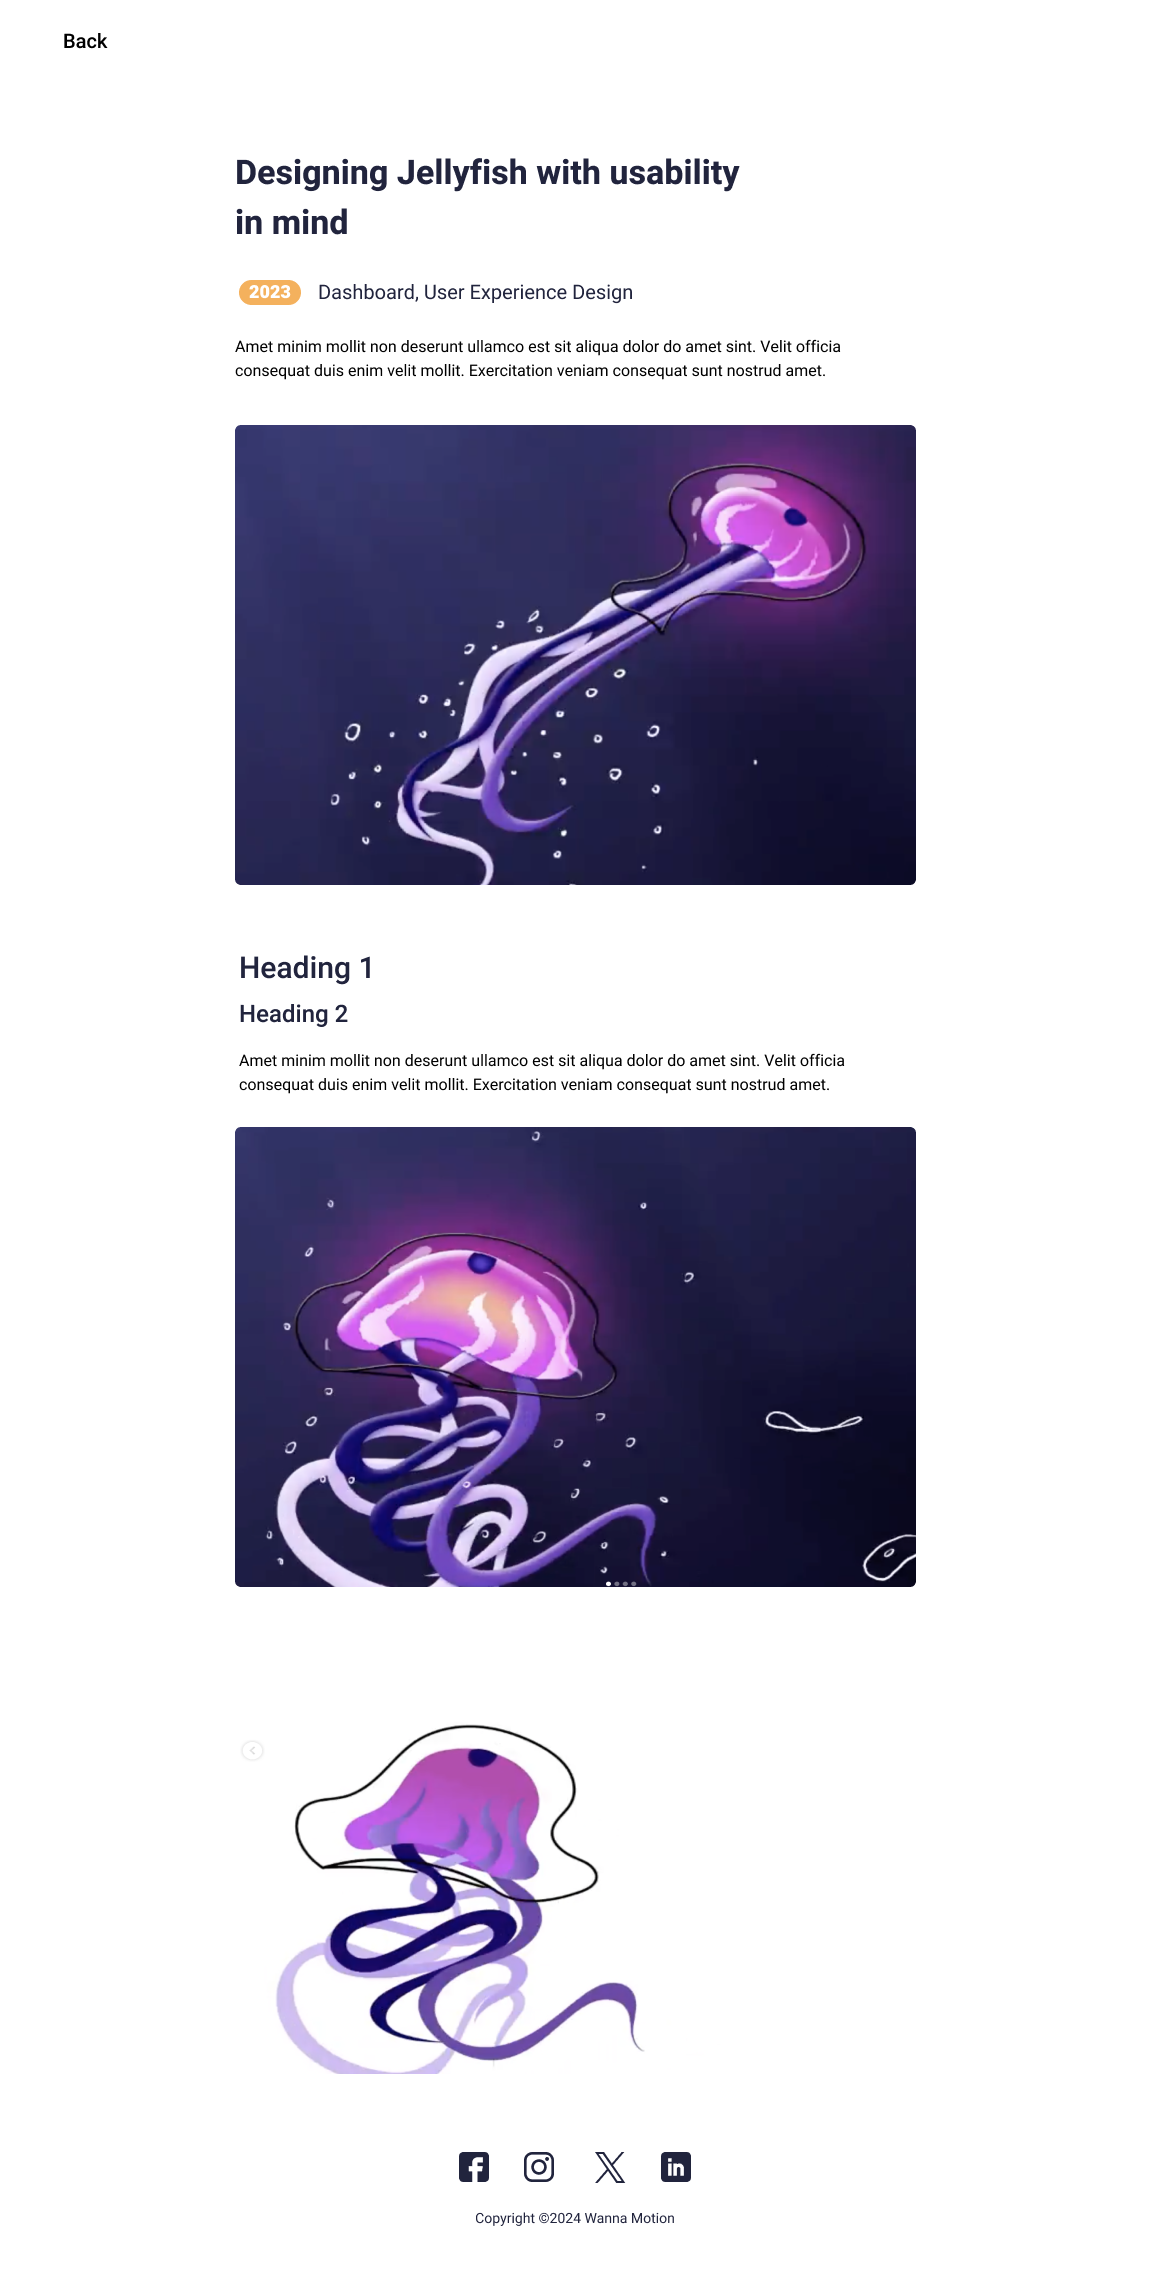 Back
Designing Jellyfish with usability
in mind
2023 Dashboard, User Experience Design
Amet minim mollit non deserunt ullamco est sit aliqua dolor do amet sint. Velit officia
consequat duis enim velit mollit. Exercitation veniam consequat sunt nostrud amet.
Heading 1
Heading 2
Amet minim mollit non deserunt ullamco est sit aliqua dolor do amet sint. Velit officia
consequat duis enim velit mollit. Exercitation veniam consequat sunt nostrud amet.
Copyright ©2024 Wanna Motion